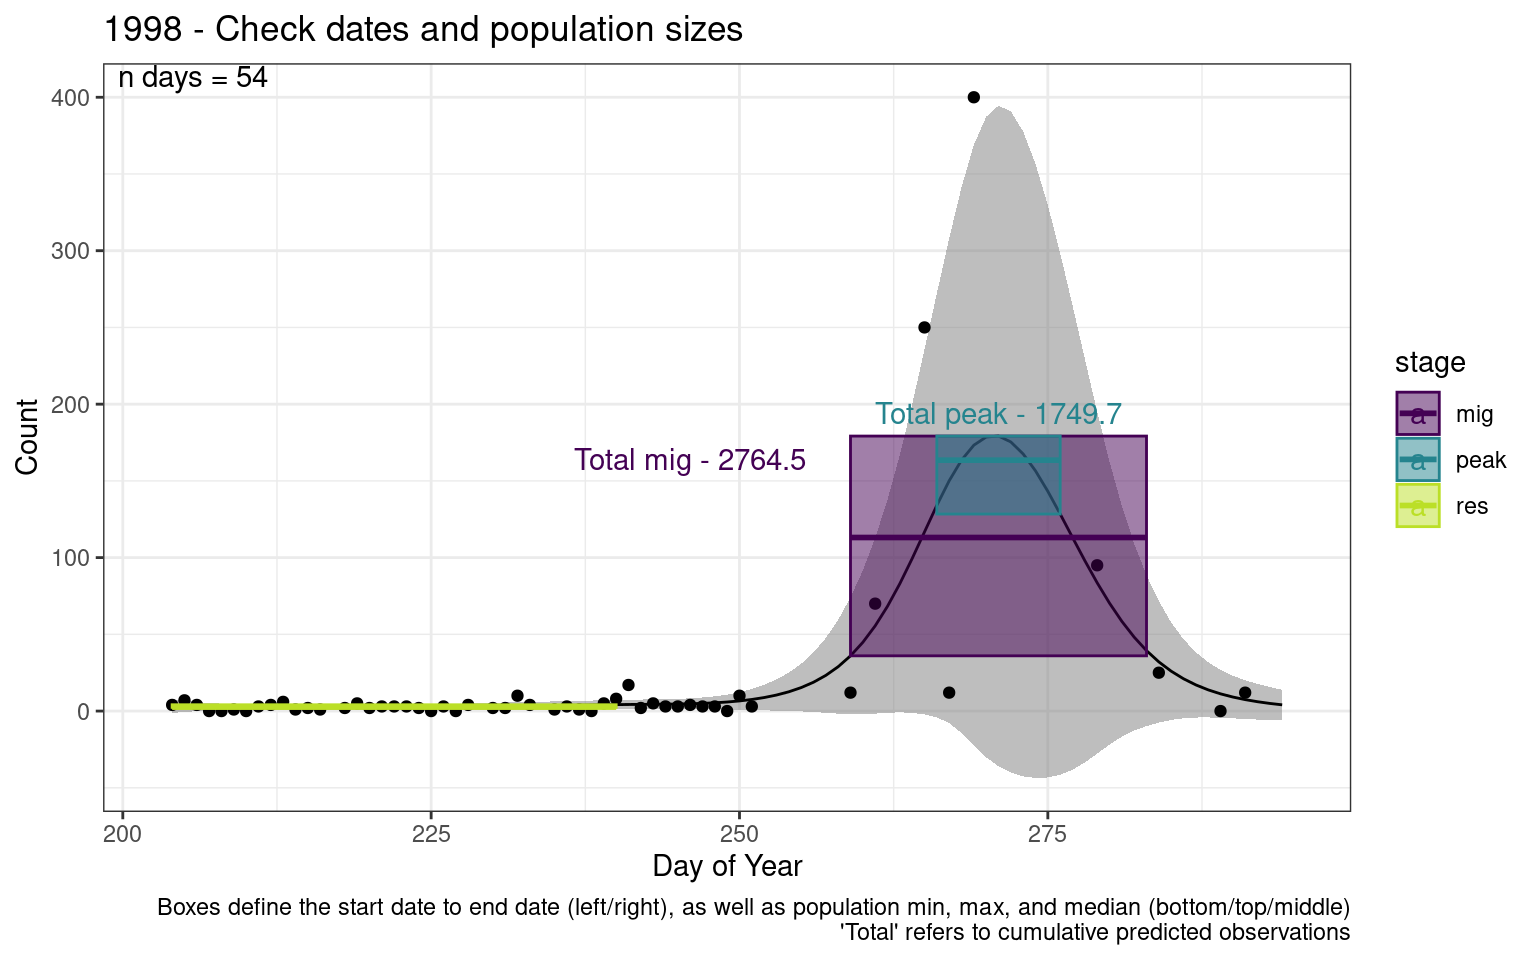 1998 - Check dates and population sizes
n days = 54
400
300
200
100
0
Count
Total peak - 1749.7
Total mig - 2764.5
200
225
250
275
Day of Year
stage
a mig
a peak
a res
Boxes define the start date to end date (left/right), as well as population min, max, and median (bottom/top/middle)
'Total' refers to cumulative predicted observations